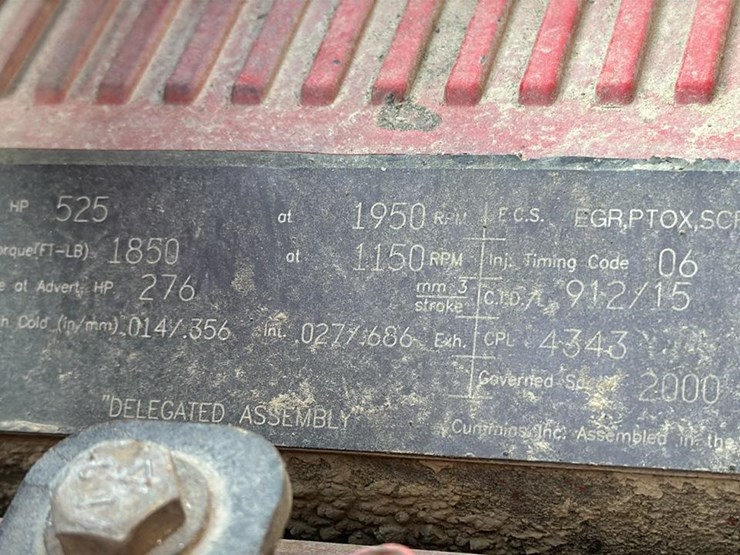 HP 525 at 1950 RPM E.C.S. EGR,PTOX,SC
orque(FT-LB) 1850 at 1150 RPM Inj. Timing Code 06
e at Advert. HP 276 mm 3 stroke C.I.D./L 912/15
h Cold (in/mm) .014/.356 Int. .027/.686 Exh. CPL 4343
Governed 2000
"DELEGATED ASSEMBLY" Cummins Inc. Assembled in the